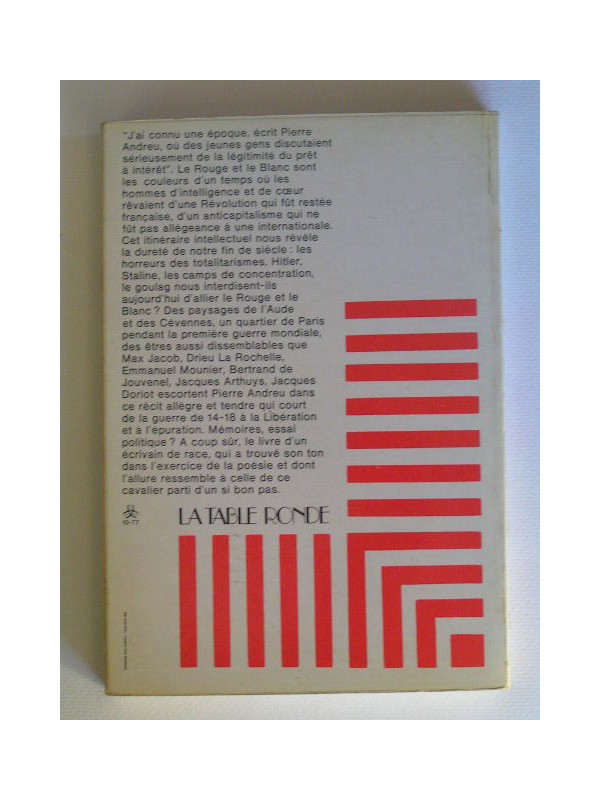 "J'ai connu une époque, écrit Pierre
Andreu, où des jeunes gens discutaient
sérieusement de la légitimité du prêt
à intérêt". Le Rouge et le Blanc sont
les couleurs d'un temps où les
hommes d'intelligence et de cœur
rêvaient d'une Révolution qui fût restée
française, d'un anticapitalisme qui ne
fût pas allégeance à une internationale.
Cet itinéraire intellectuel nous révèle
la dureté de notre fin de siècle : les
horreurs des totalitarismes, Hitler,
Staline, les camps de concentration,
le goulag nous interdisent-ils
aujourd'hui d'allier le Rouge et le
Blanc ? Des paysages de l'Aude
et des Cévennes, un quartier de Paris
pendant la première guerre mondiale,
des êtres aussi dissemblables que
Max Jacob, Drieu La Rochelle,
Emmanuel Mounier, Bertrand de
Jouvenel, Jacques Arthuys, Jacques
Doriot escortent Pierre Andreu dans
ce récit allègre et tendre qui court
de la guerre de 14-18 à la Libération
et à l'épuration. Mémoires, essai
politique ? A coup sûr, le livre d'un
écrivain de race, qui a trouvé son ton
dans l'exercice de la poésie et dont
l'allure ressemble à celle de ce
cavalier parti d'un si bon pas.
10-77
LA TABLE RONDE